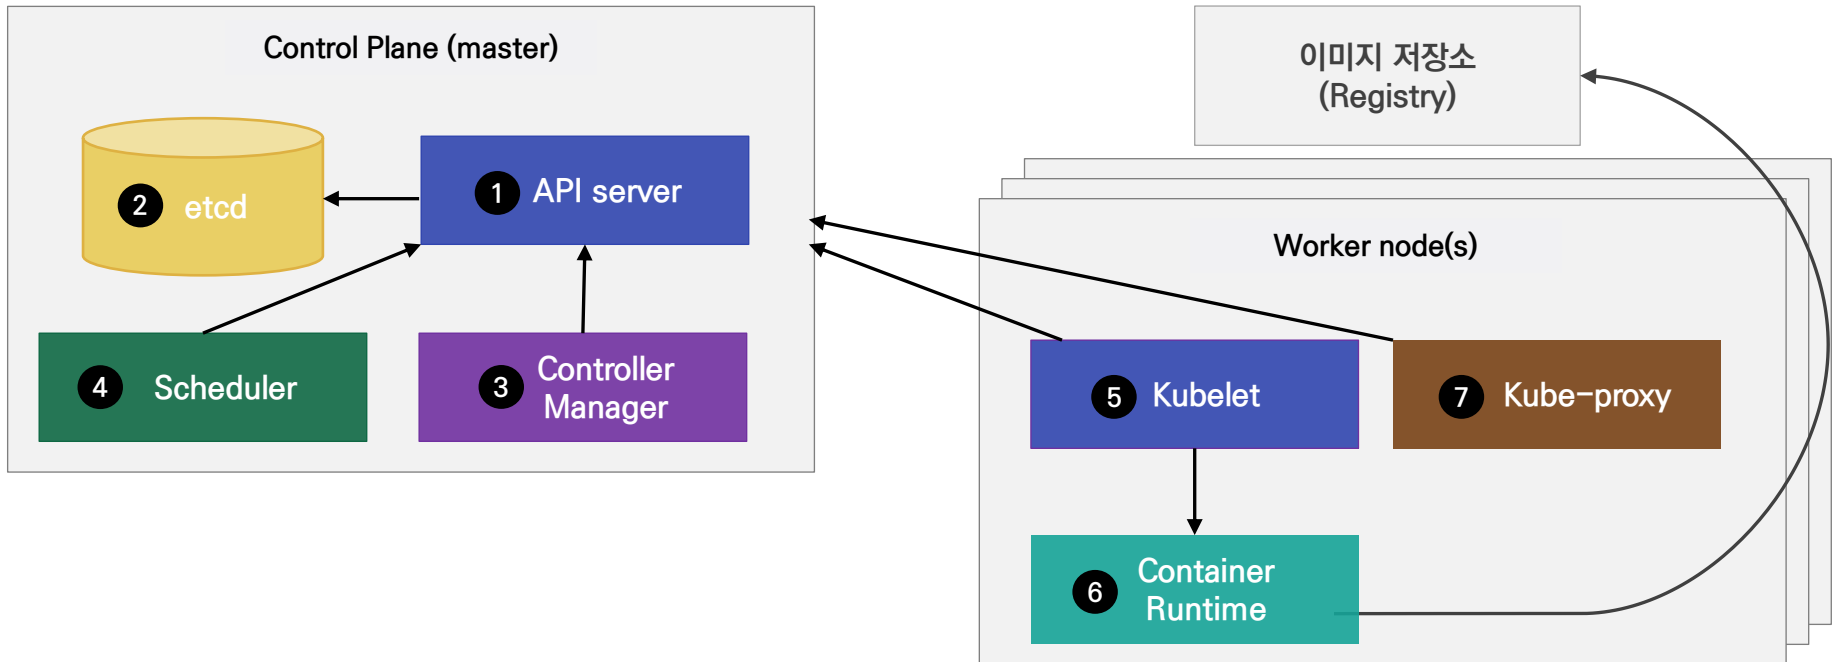 Control Plane (master)
이미지 저장소
(Registry)
2 etcd
1 API server
Worker node(s)
4 Scheduler
3 Controller
Manager
5 Kubelet
7 Kube-proxy
6 Container
Runtime